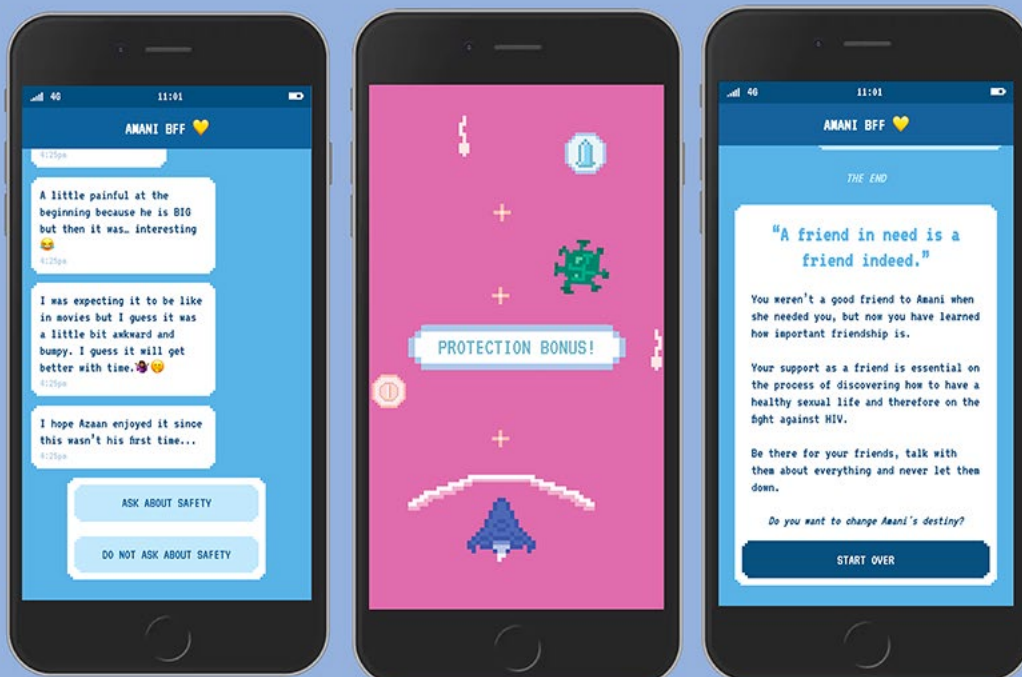 4G 11:01
AMANI BFF 💛
4:25pm
A little painful at the
beginning because he is BIG
but then it was… interesting
😂
4:25pm
I was expecting it to be like
in movies but I guess it was
a little bit awkward and
bumpy. I guess it will get
better with time.🤷🏾‍♀️🤭
4:25pm
I hope Azaan enjoyed it since
this wasn't his first time...
4:25pm
ASK ABOUT SAFETY
DO NOT ASK ABOUT SAFETY
PROTECTION BONUS!
4G 11:01
AMANI BFF 💛
THE END
“A friend in need is a
friend indeed.”
You weren't a good friend to Amani when
she needed you, but now you have learned
how important friendship is.
Your support as a friend is essential on
the process of discovering how to have a
healthy sexual life and therefore on the
fight against HIV.
Be there for your friends, talk with
them about everything and never let them
down.
Do you want to change Amani's destiny?
START OVER